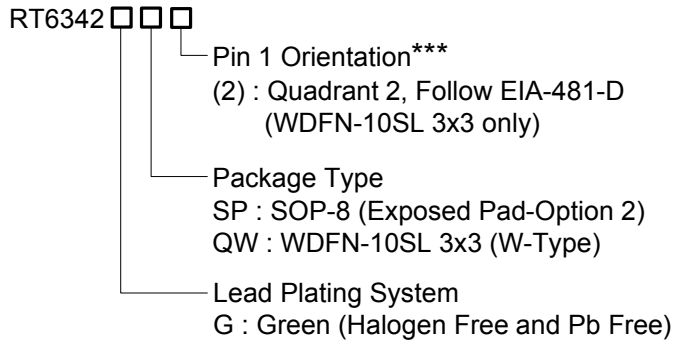 RT6342□□□
Pin 1 Orientation***
(2) : Quadrant 2, Follow EIA-481-D
(WDFN-10SL 3x3 only)
Package Type
SP : SOP-8 (Exposed Pad-Option 2)
QW : WDFN-10SL 3x3 (W-Type)
Lead Plating System
G : Green (Halogen Free and Pb Free)